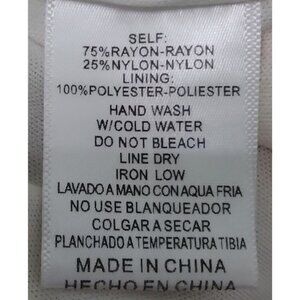 SELF:
75%RAYON-RAYON
25%NYLON-NYLON
LINING:
100%POLYESTER-POLIESTER
HAND WASH
W/COLD WATER
DO NOT BLEACH
LINE DRY
IRON LOW
LAVADO A MANO CON AQUA FRIA
NO USE BLANQUEADOR
COLGAR A SECAR
PLANCHADO A TEMPERATURA TIBIA
MADE IN CHINA
HECHO EN CHINA